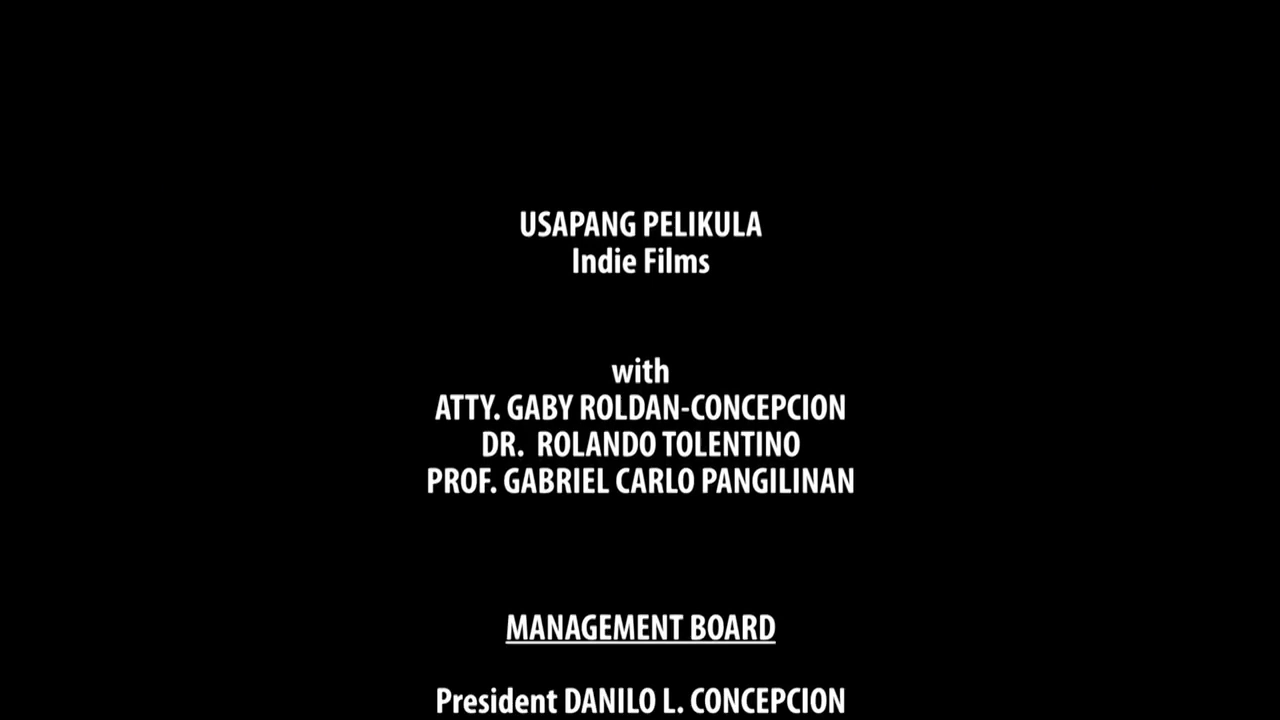 USAPANG PELIKULA
Indie Films
with
ATTY. GABY ROLDAN-CONCEPCION
DR. ROLANDO TOLENTINO
PROF. GABRIEL CARLO PANGILINAN
MANAGEMENT BOARD
President DANILO L. CONCEPCION